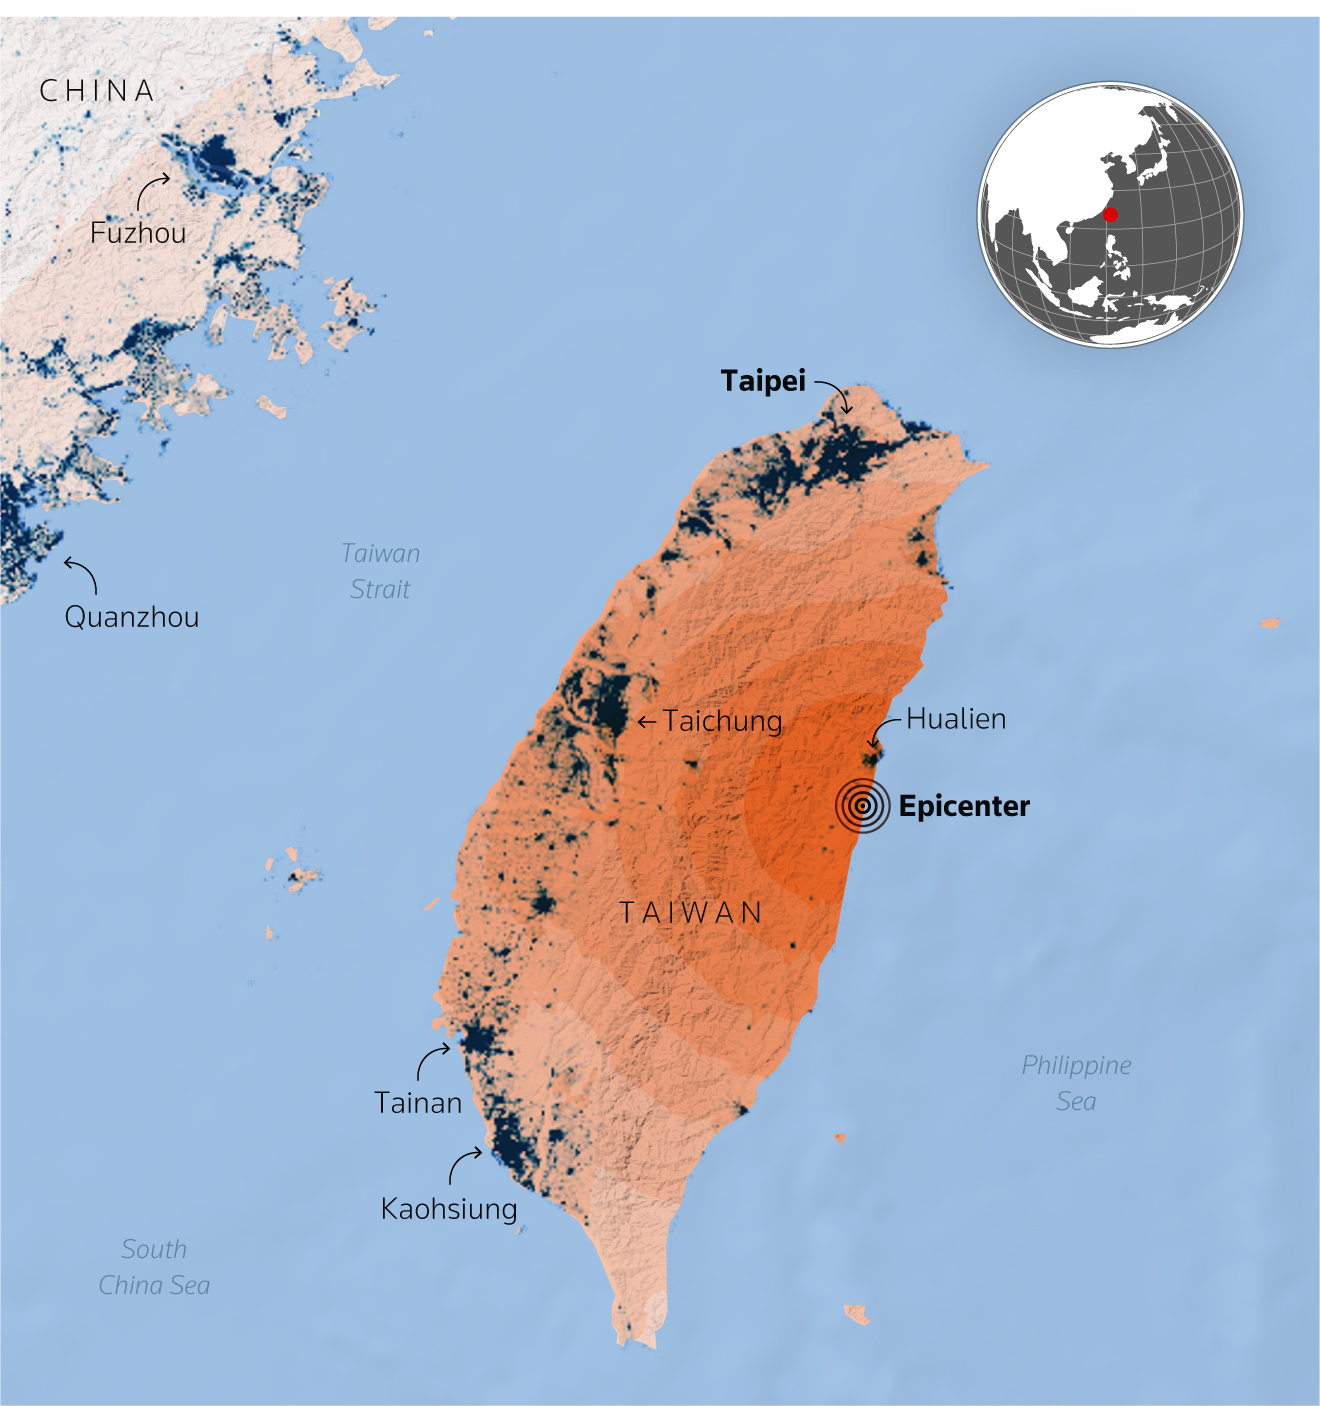 CHINA
Fuzhou
Taipei
Taiwan
Strait
Quanzhou
Taichung
Hualien
Epicenter
TAIWAN
Tainan
Philippine
Sea
Kaohsiung
South
China Sea